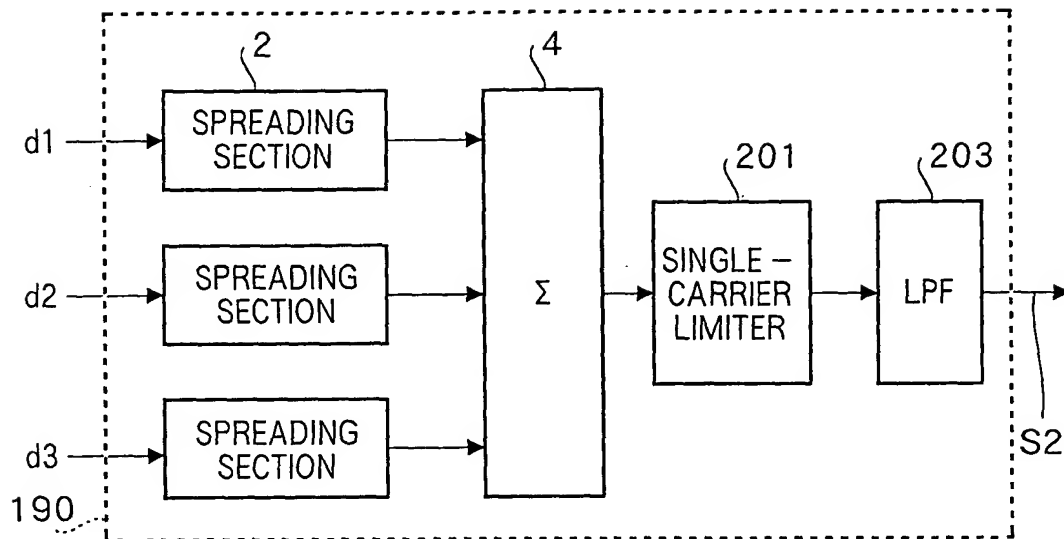 2
4
d1
SPREADING
SECTION
201
203
d2
SPREADING
SECTION
Σ
SINGLE–
CARRIER
LIMITER
LPF
d3
SPREADING
SECTION
S2
190